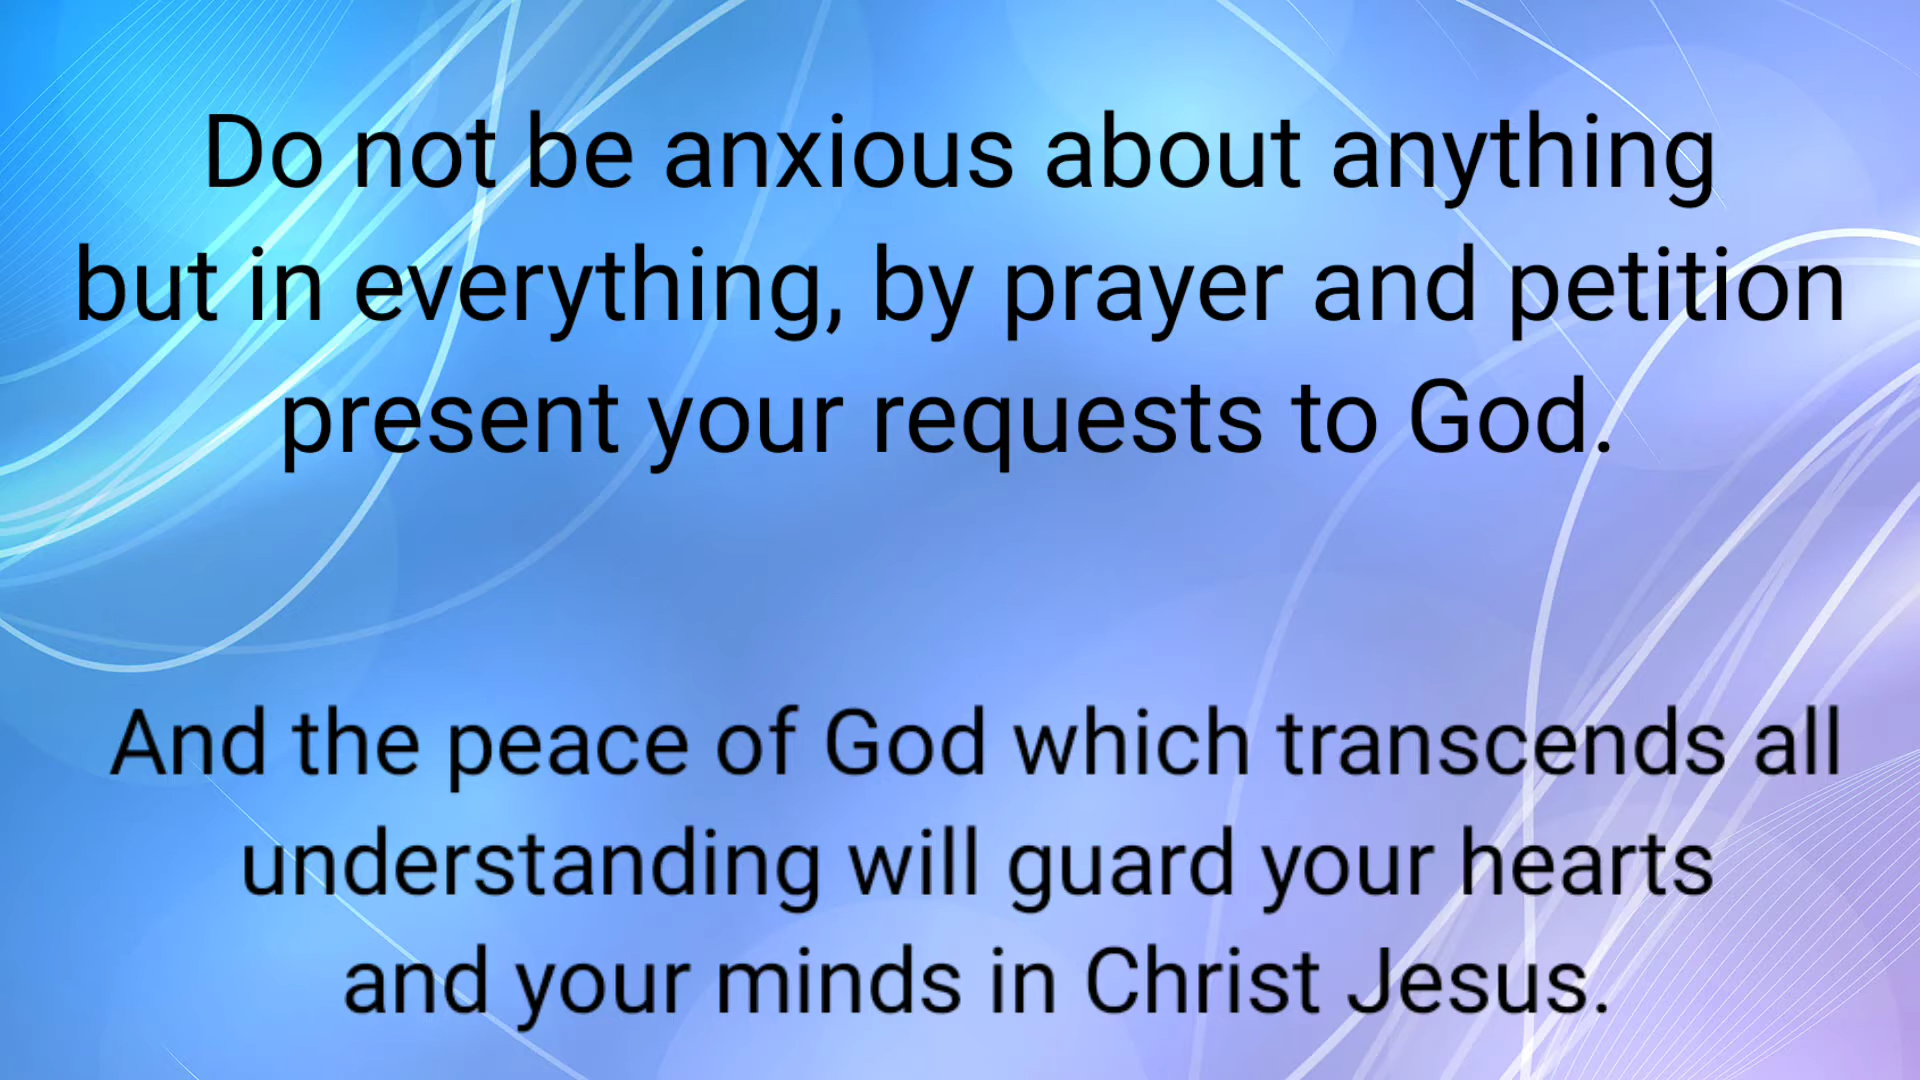 Do not be anxious about anything
but in everything, by prayer and petition
present your requests to God.
And the peace of God which transcends all
understanding will guard your hearts
and your minds in Christ Jesus.